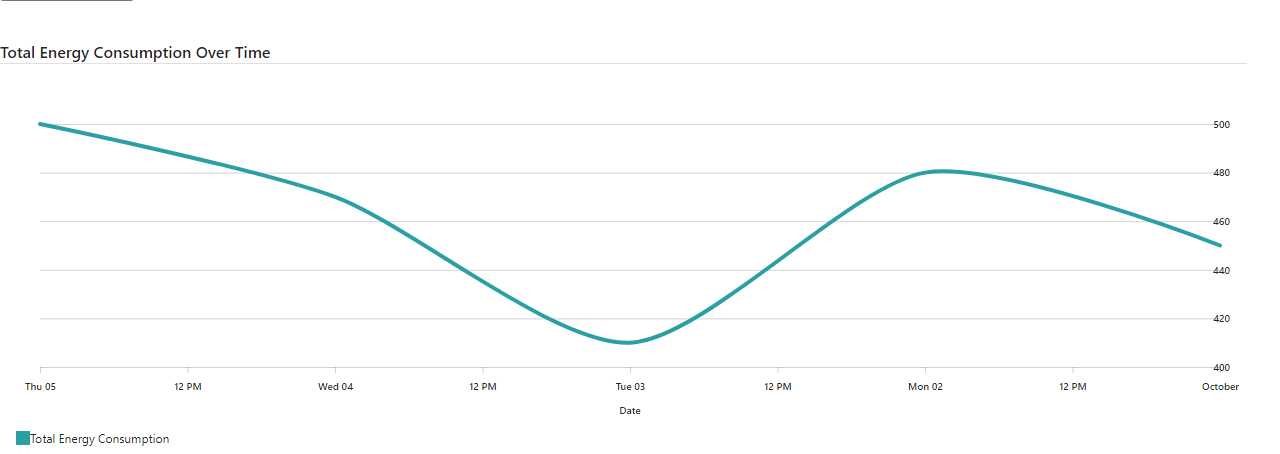 Total Energy Consumption Over Time
500
480
460
440
420
400
Thu 05 12 PM Wed 04 12 PM Tue 03 12 PM Mon 02 12 PM October
Date
Total Energy Consumption